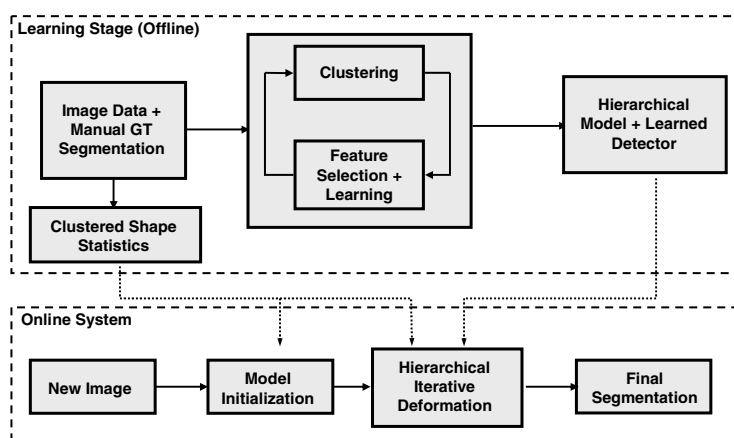 Learning Stage (Offline)
Clustering
Image Data +
Manual GT
Segmentation
Feature
Selection +
Learning
Hierarchical
Model + Learned
Detector
Clustered Shape
Statistics
Online System
New Image
Model
Initialization
Hierarchical
Iterative
Deformation
Final
Segmentation